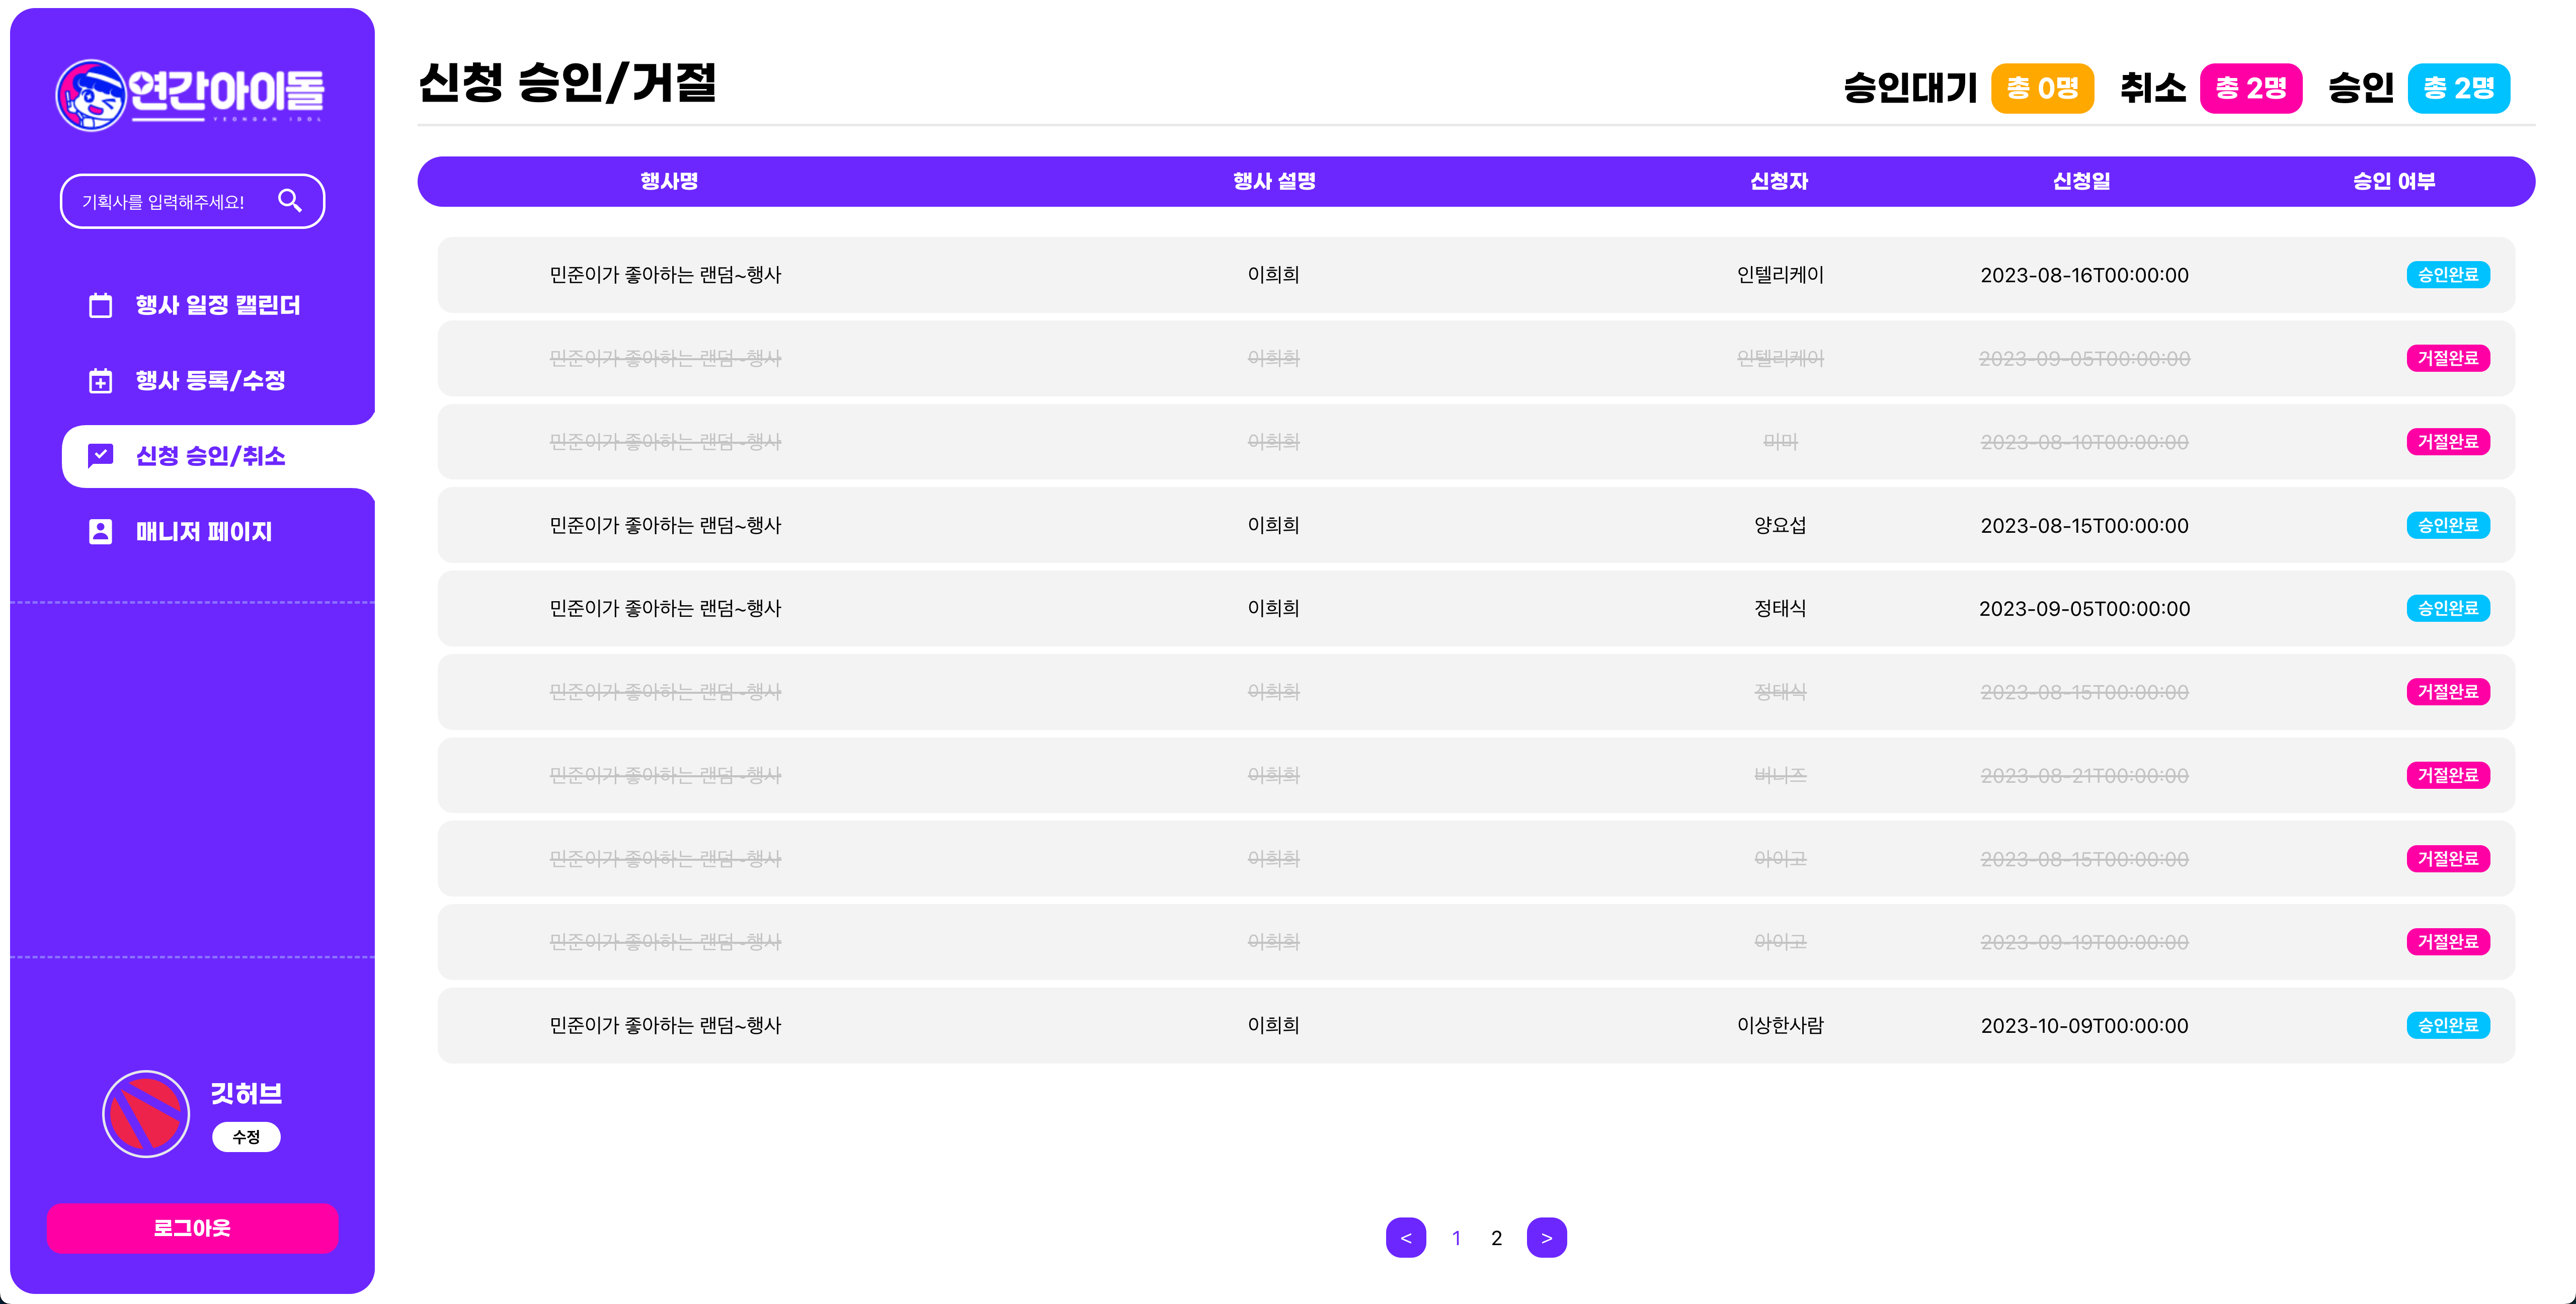 연간아이돌
YEONGAN IDOL
기획사를 입력해주세요!
행사 일정 캘린더
행사 등록/수정
신청 승인/취소
매니저 페이지
깃허브
수정
로그아웃
신청 승인/거절
승인대기 총 0명 취소 총 2명 승인 총 2명
행사명 행사 설명 신청자 신청일 승인 여부
민준이가 좋아하는 랜덤~행사 이희희 인텔리케이 2023-08-16T00:00:00 승인완료
민준이가 좋아하는 랜덤~행사 이희희 인텔리케이 2023-09-05T00:00:00 거절완료
민준이가 좋아하는 랜덤~행사 이희희 2023-08-10T00:00:00 거절완료
민준이가 좋아하는 랜덤~행사 이희희 양요섭 2023-08-15T00:00:00 승인완료
민준이가 좋아하는 랜덤~행사 이희희 정태식 2023-09-05T00:00:00 승인완료
민준이가 좋아하는 랜덤~행사 이희희 정태식 2023-08-15T00:00:00 거절완료
민준이가 좋아하는 랜덤~행사 이희희 버니즈 2023-08-21T00:00:00 거절완료
민준이가 좋아하는 랜덤~행사 이희희 아이고 2023-08-15T00:00:00 거절완료
민준이가 좋아하는 랜덤~행사 이희희 아이고 2023-09-19T00:00:00 거절완료
민준이가 좋아하는 랜덤~행사 이희희 이상한사람 2023-10-09T00:00:00 승인완료
< 1 2 >